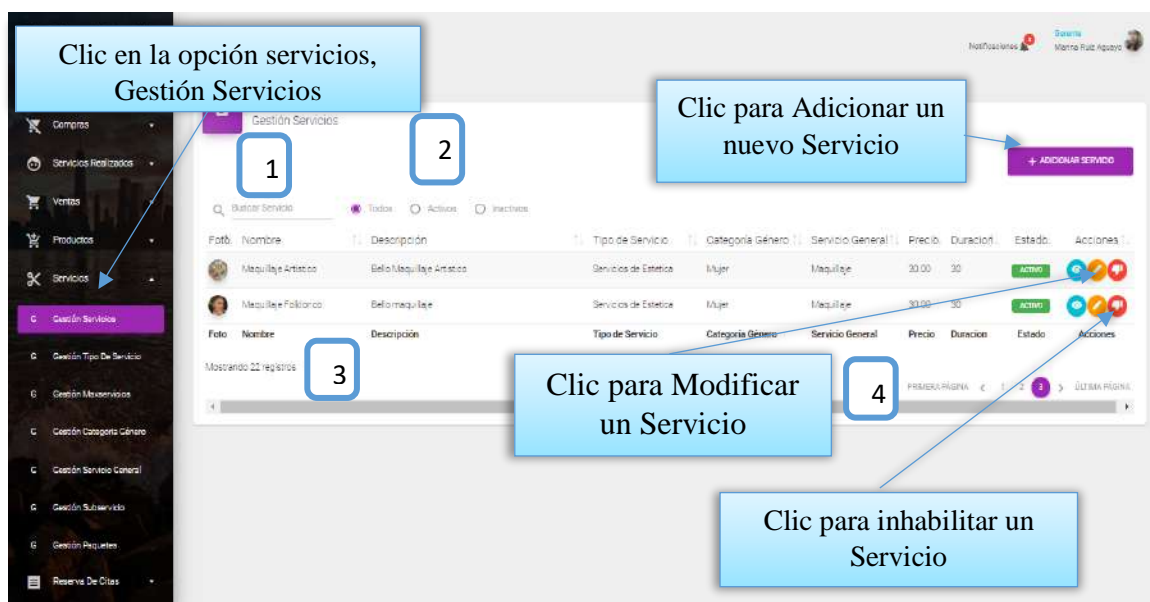 Clic en la opción servicios,
Gestión Servicios
Notificaciones
Gerente
Marina Ruiz Aguayo
Gestión Servicios
1
2
Clic para Adicionar un
nuevo Servicio
+ ADICIONAR SERVICIO
Compras
Servicios Realizados
Ventas
Productos
Servicios
G Gestión Servicios
G Gestión Tipo De Servicio
G Gestión Maxservicios
G Gestión Categoria Género
G Gestión Servicio General
G Gestión Subservicio
G Gestión Paquetes
Reserva De Citas
Buscar Servicio
Todos Activos Inactivos
Foto Nombre Descripción Tipo de Servicio Categoría Género Servicio General Precio Duracion Estado Acciones
Maquillaje Artistico Bello Maquillaje Artistico Servicios de Estetica Mujer Maquillaje 30.00 30 ACTIVO
Maquillaje Folklorico Bello maquillaje Servicios de Estetica Mujer Maquillaje 30.00 30 ACTIVO
Foto Nombre Descripción Tipo de Servicio Categoría Género Servicio General Precio Duracion Estado Acciones
Mostrando 22 registros
3
Clic para Modificar
un Servicio
4
PRIMERA PÁGINA 1 2 3 ÚLTIMA PÁGINA
Clic para inhabilitar un
Servicio